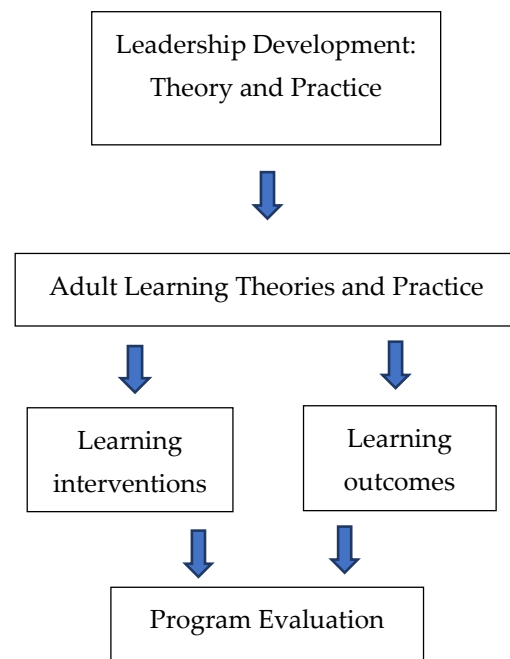 Leadership Development:
Theory and Practice
Adult Learning Theories and Practice
Learning
interventions
Learning
outcomes
Program Evaluation